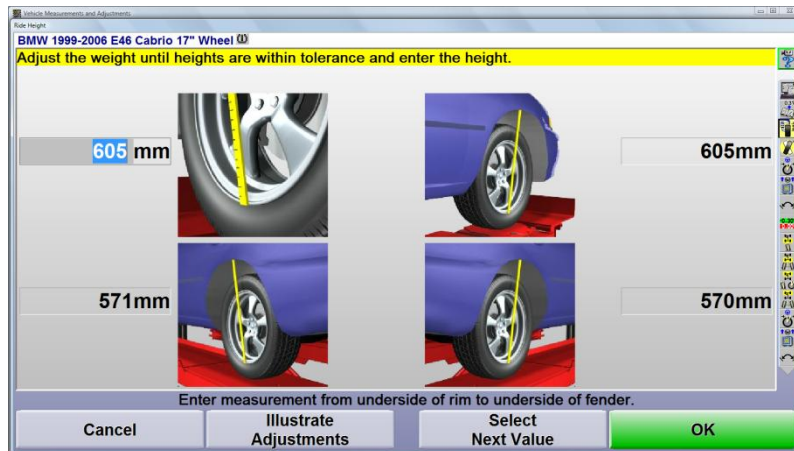 Vehicle Measurements and Adjustments
Ride Height
BMW 1999-2006 E46 Cabrio 17" Wheel
Adjust the weight until heights are within tolerance and enter the height.
605 mm
605mm
571mm
570mm
Enter measurement from underside of rim to underside of fender.
Cancel
Illustrate
Adjustments
Select
Next Value
OK